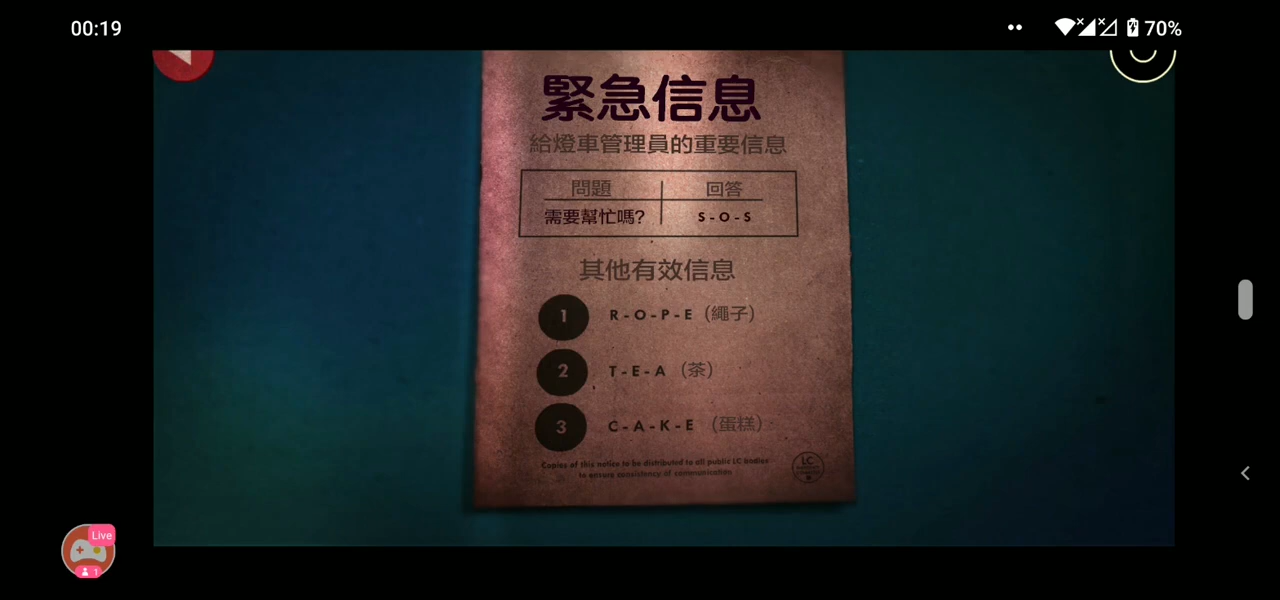 00:19
70%
緊急信息
給燈車管理員的重要信息
問題 回答
需要幫忙嗎? S-O-S
其他有效信息
1 R-O-P-E (繩子)
2 T-E-A (茶)
3 C-A-K-E (蛋糕)
Copies of this notice to be distributed to all public LC bodies
to ensure consistency of communication
LC
Live
1